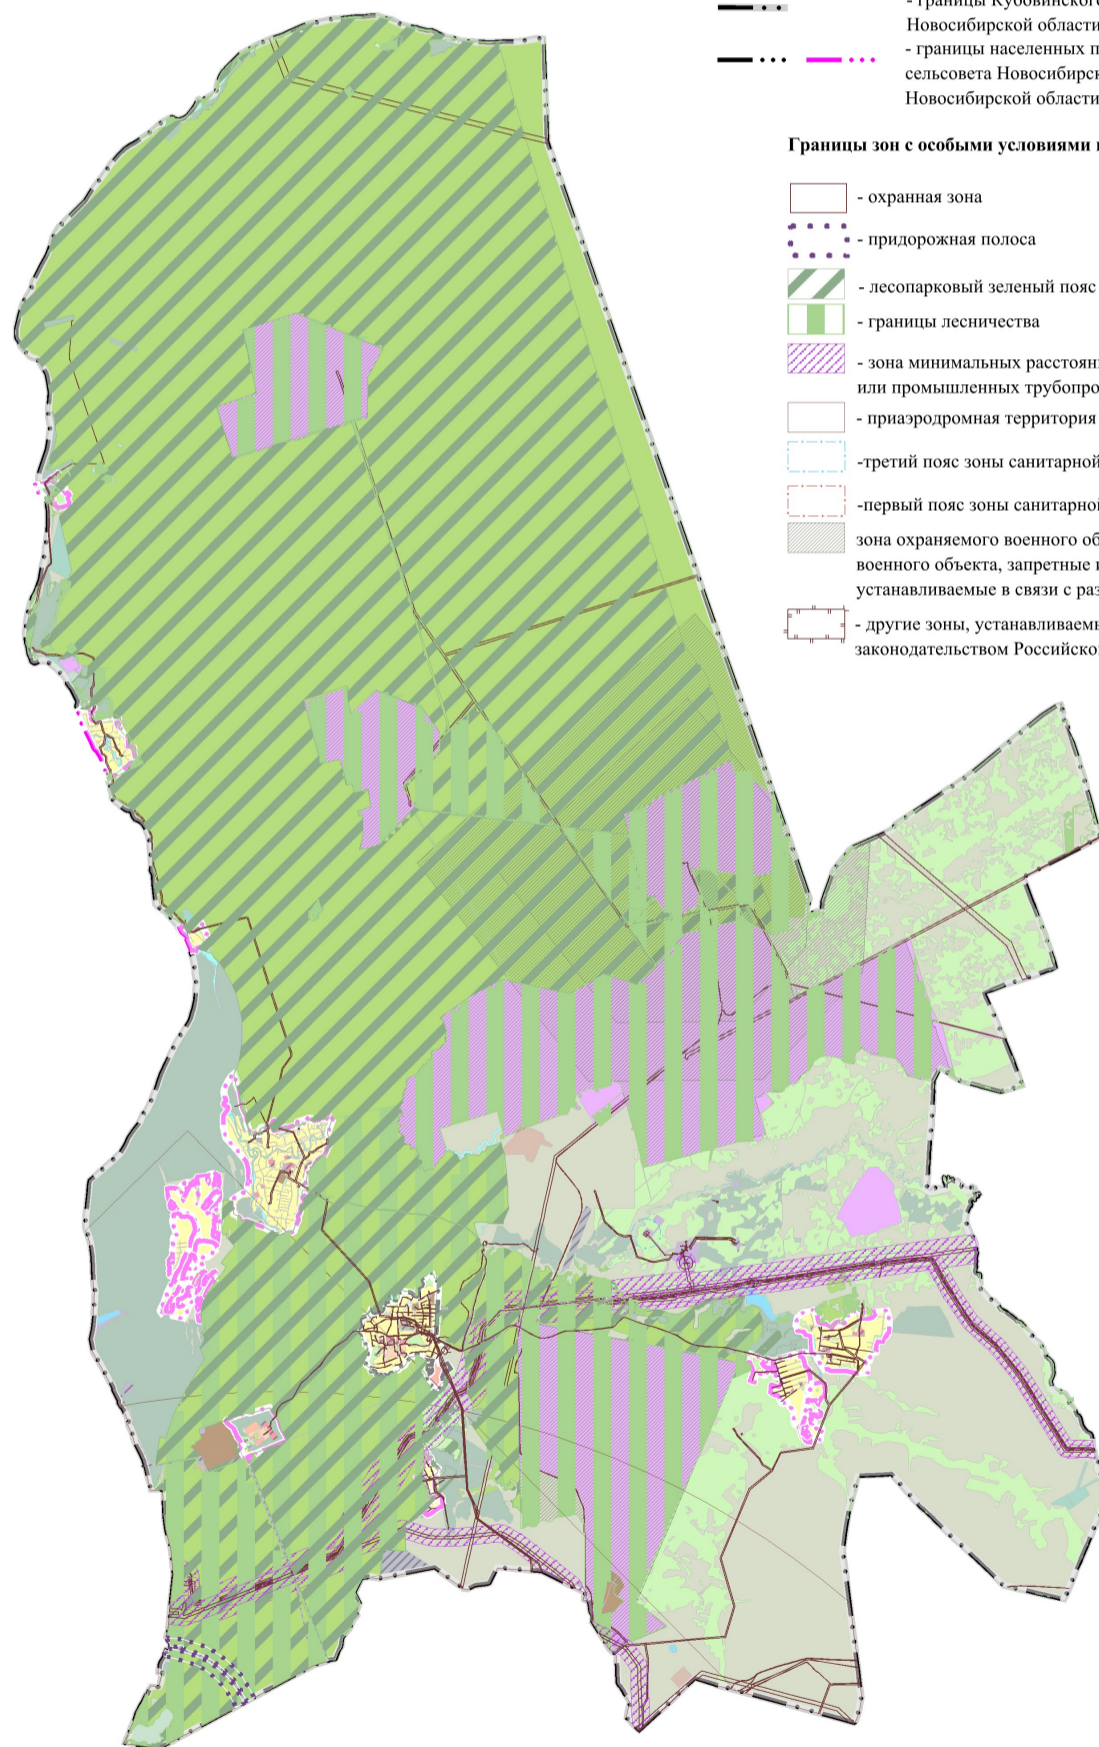 - границы Кубовинского
Новосибирской области
- границы населенных п
сельсовета Новосибирск
Новосибирской области
Границы зон с особыми условиями
- охранная зона
- придорожная полоса
- лесопарковый зеленый пояс
- границы лесничества
- зона минимальных расстоян
или промышленных трубопро
- приаэродромная территория
-третий пояс зоны санитарной
-первый пояс зоны санитарной
зона охраняемого военного об
военного объекта, запретные и
устанавливаемые в связи с раз
- другие зоны, устанавливаемы
законодательством Российско